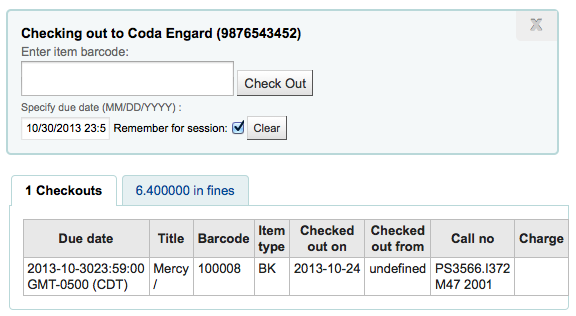 X
Checking out to Coda Engard (9876543452)
Enter item barcode:
Check Out
Specify due date (MM/DD/YYYY) :
10/30/2013 23:5 Remember for session: Clear
1 Checkouts 6.400000 in fines
Due date Title Barcode Item type Checked out on Checked out from Call no Charge
2013-10-3023:59:00 Mercy 100008 BK 2013-10-24 undefined PS3566.I372
GMT-0500 (CDT) / M47 2001